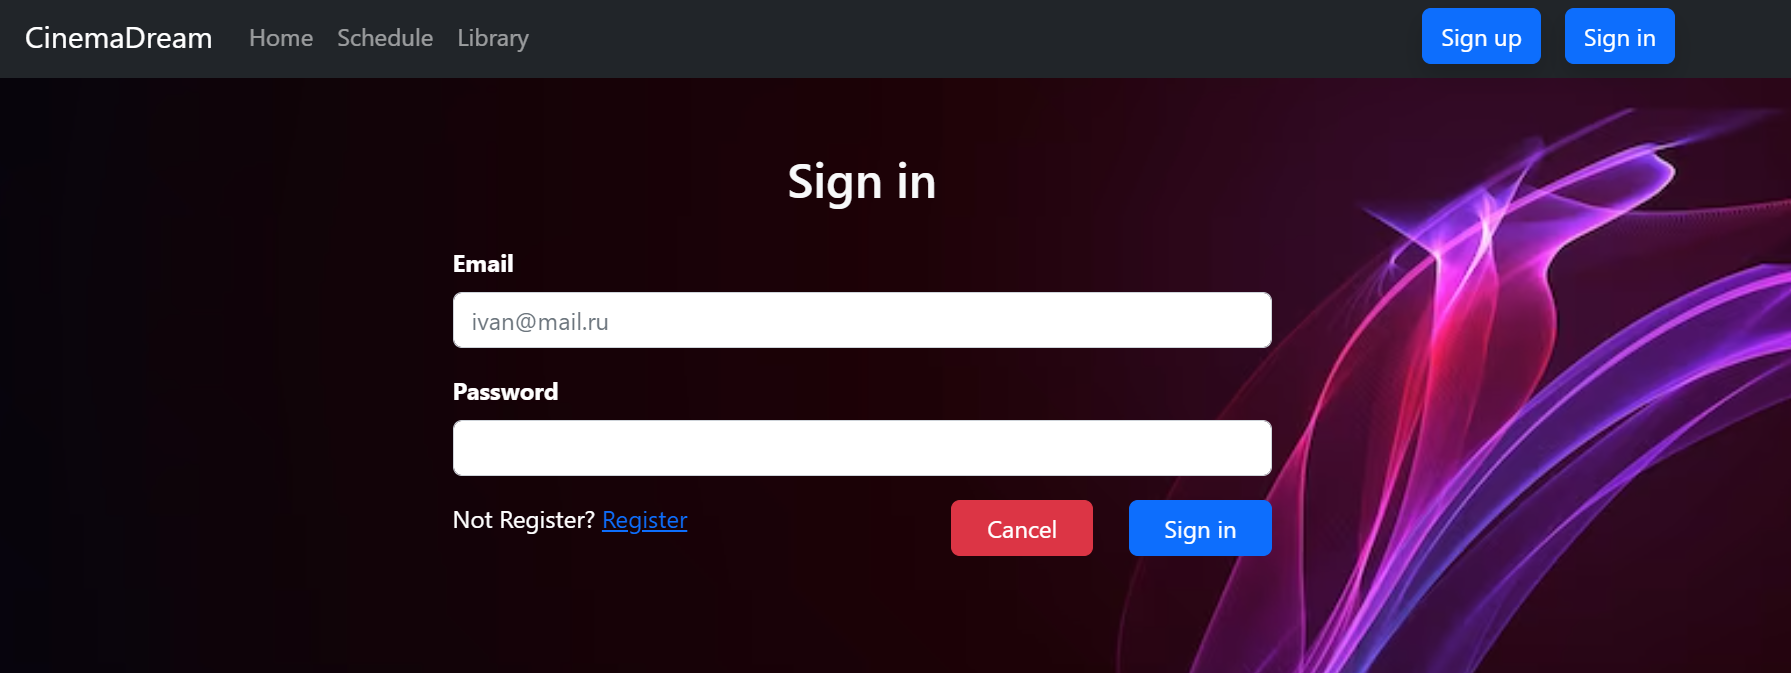 CinemaDream Home Schedule Library Sign up Sign in
Sign in
Email
ivan@mail.ru
Password
Not Register? Register Cancel Sign in